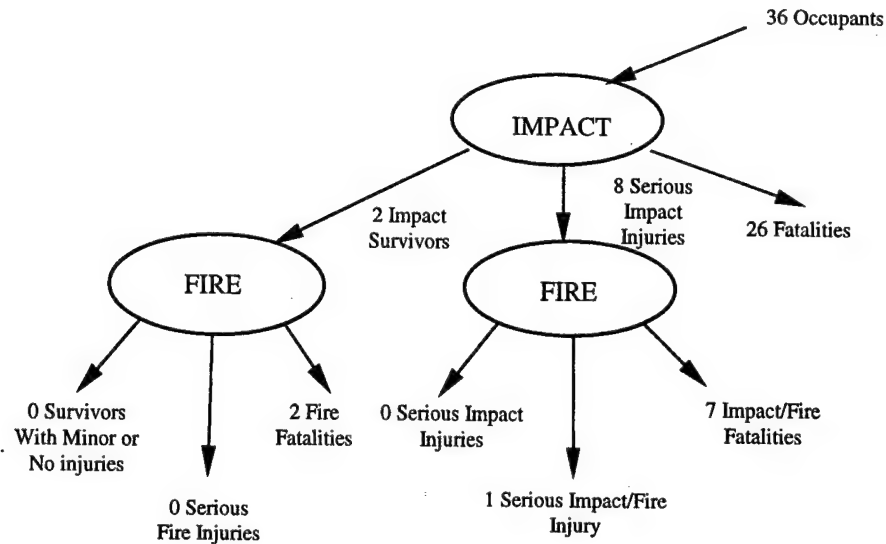 36 Occupants
IMPACT
2 Impact
Survivors
8 Serious
Impact
Injuries
26 Fatalities
FIRE
FIRE
0 Survivors
With Minor or
No injuries
0 Serious
Fire Injuries
2 Fire
Fatalities
0 Serious Impact
Injuries
1 Serious Impact/Fire
Injury
7 Impact/Fire
Fatalities